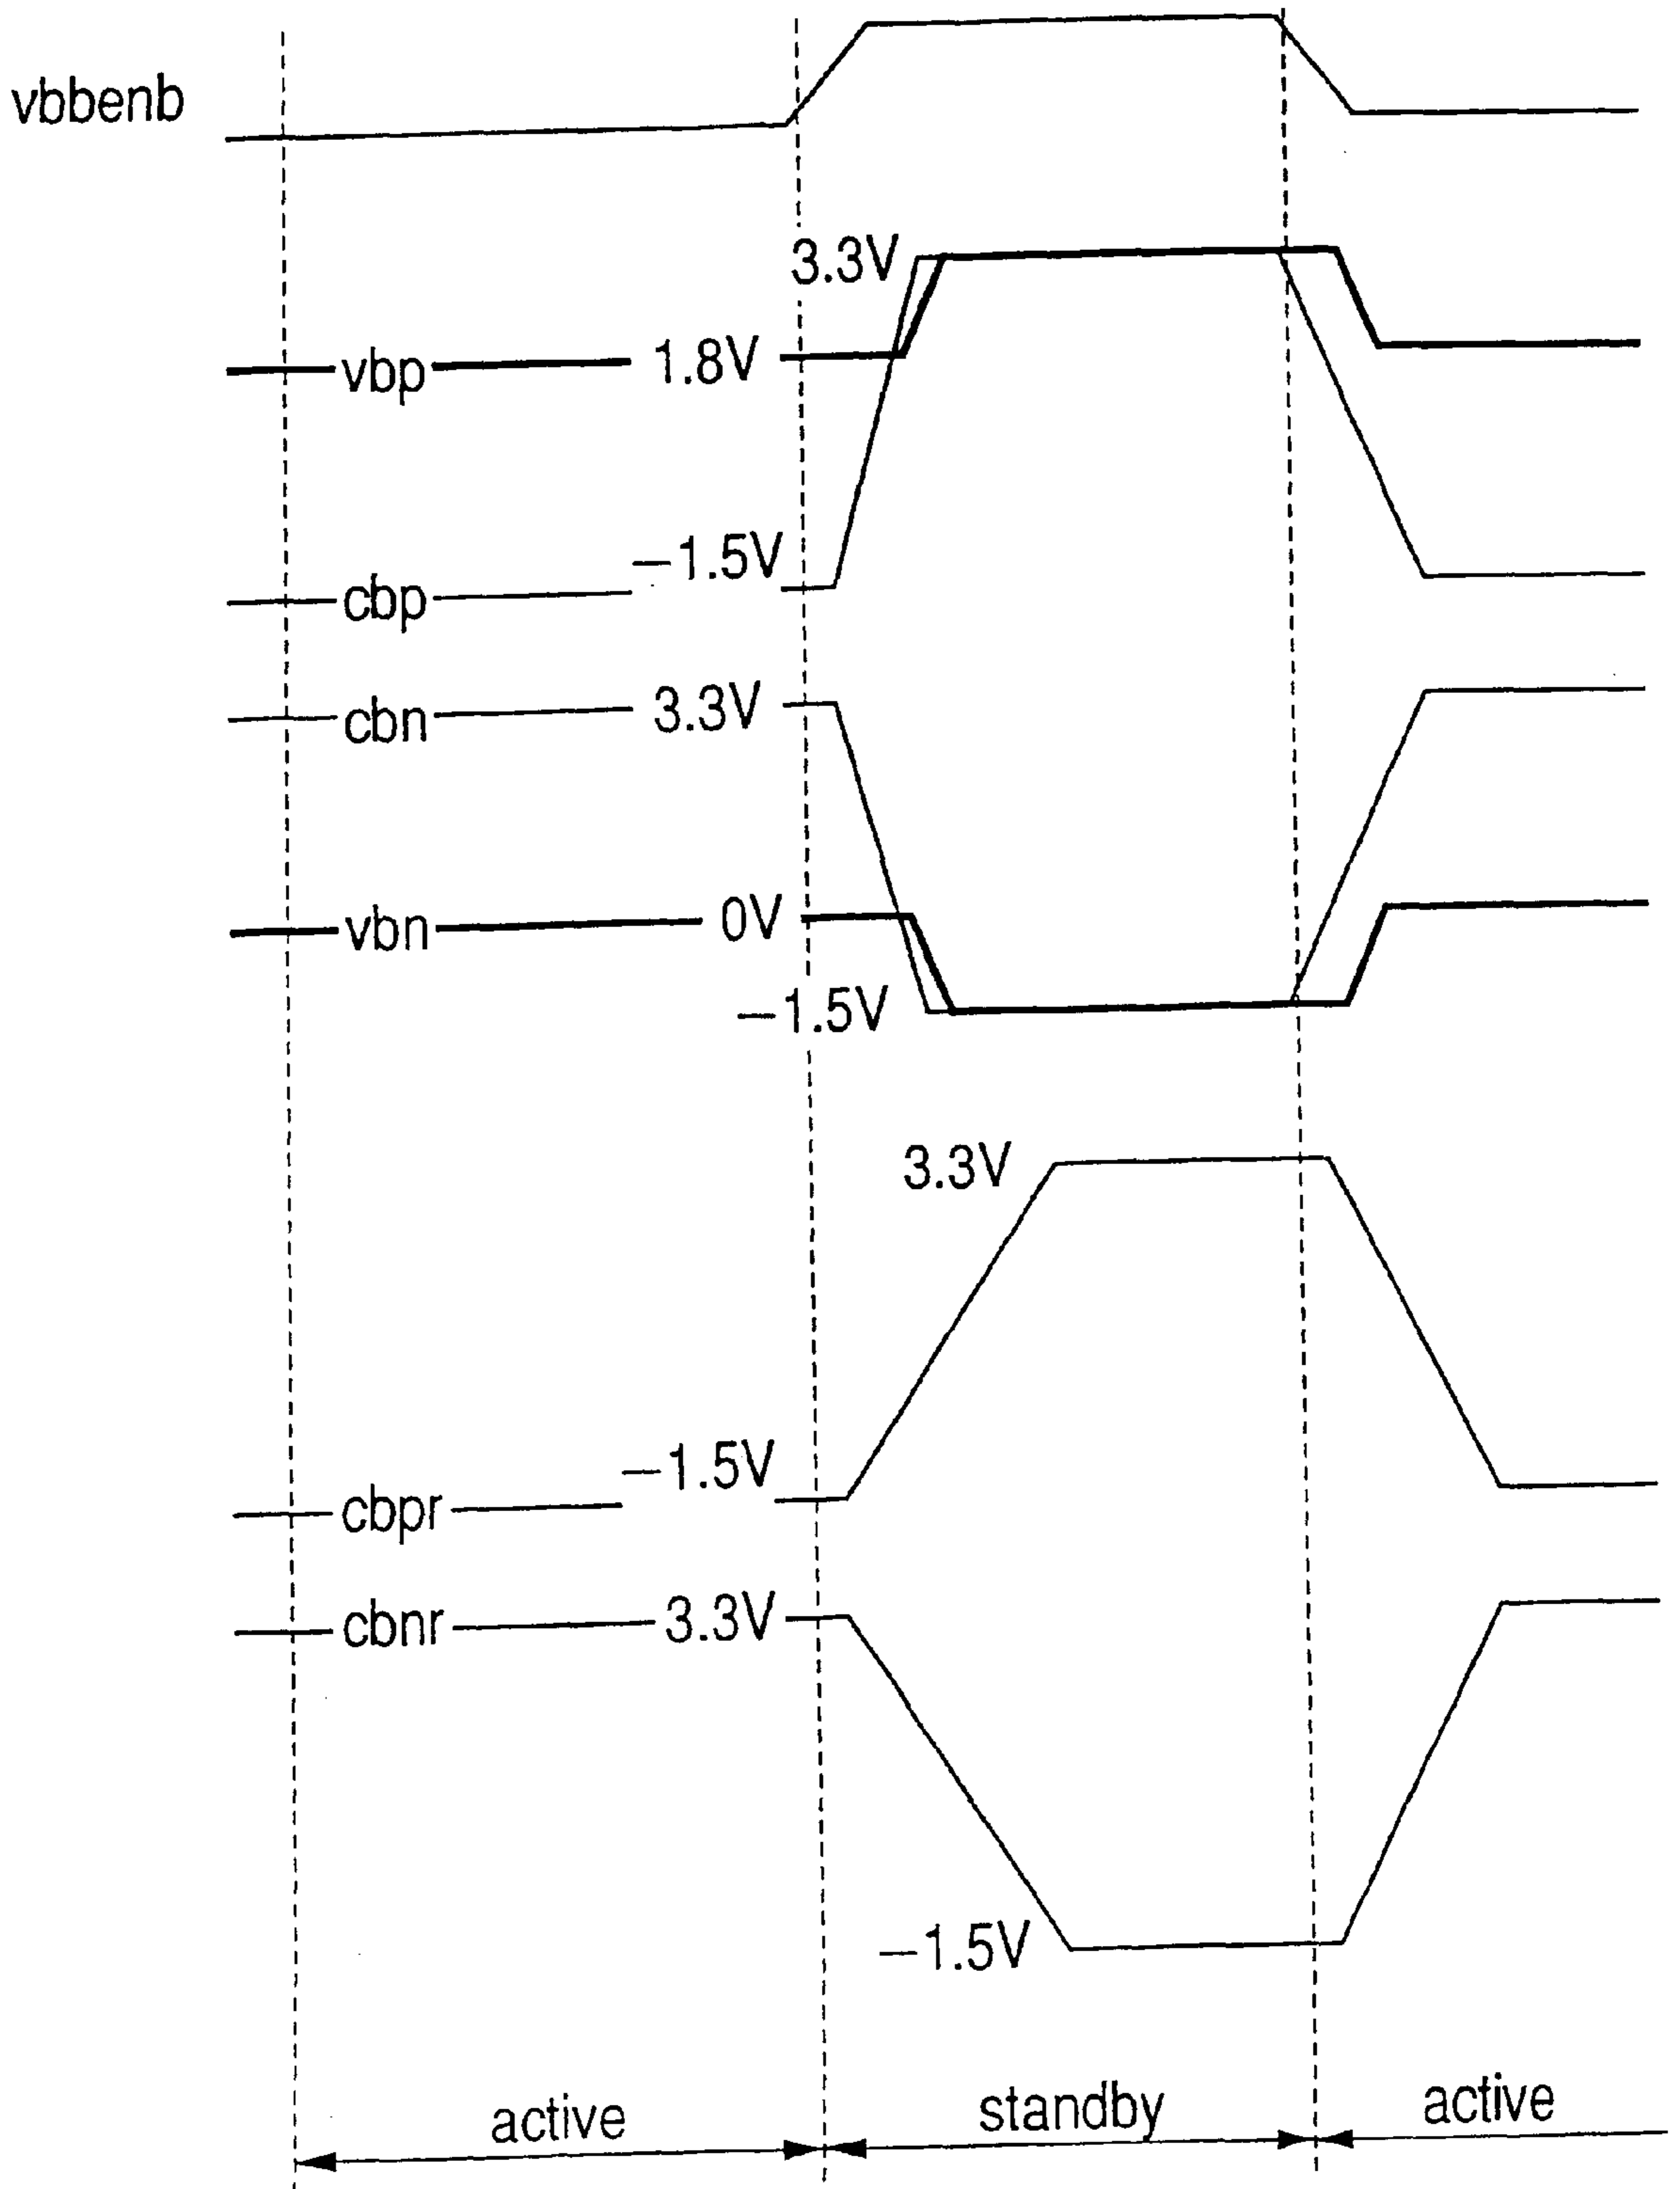 vbbenb
3.3V
vbp 1.8V
–1.5V
cbp
cbn 3.3V
vbn 0V
–1.5V
3.3V
–1.5V
cbpr
cbnr 3.3V
–1.5V
active standby active